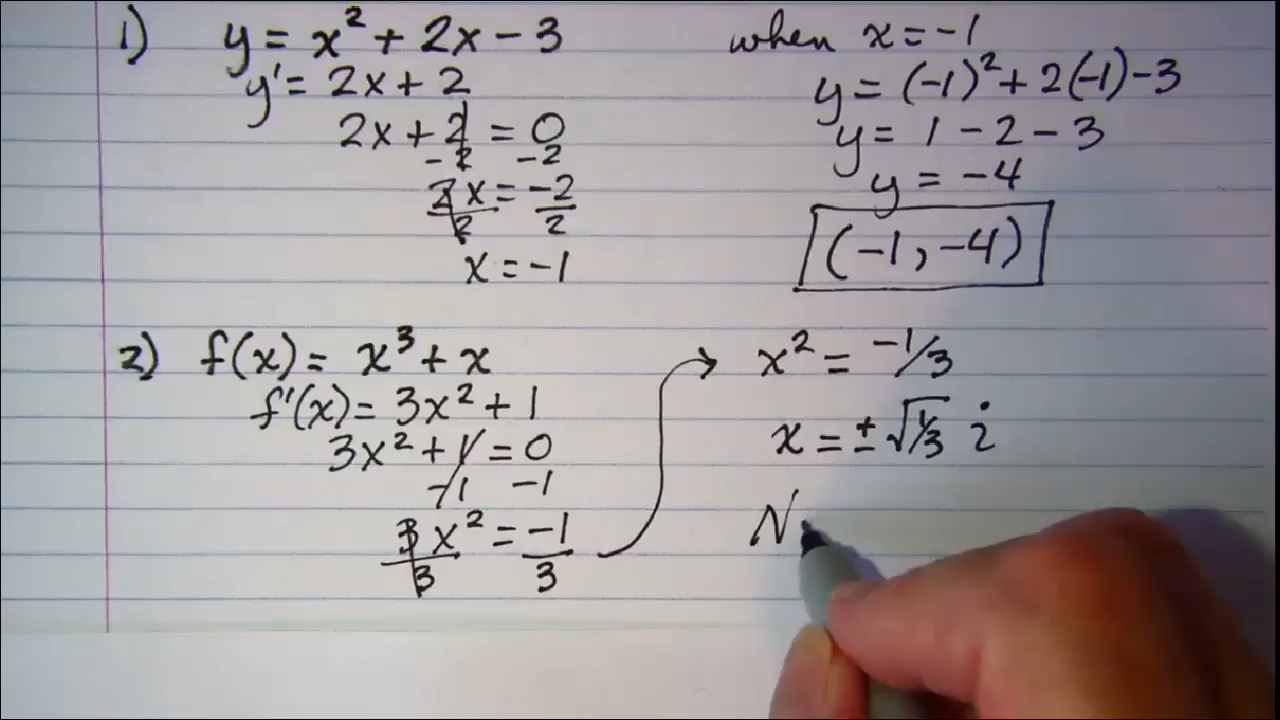 1) y = x² + 2x - 3
y' = 2x + 2
2x + 2 = 0
-2 -2
2x = -2
2 2
x = -1
when x = -1
y = (-1)² + 2(-1) - 3
y = 1 - 2 - 3
y = -4
(-1, -4)
2) f(x) = x³ + x
f'(x) = 3x² + 1
3x² + 1 = 0
-1 -1
3x² = -1
3 3
x² = -1/3
x = ±√1/3 i
N